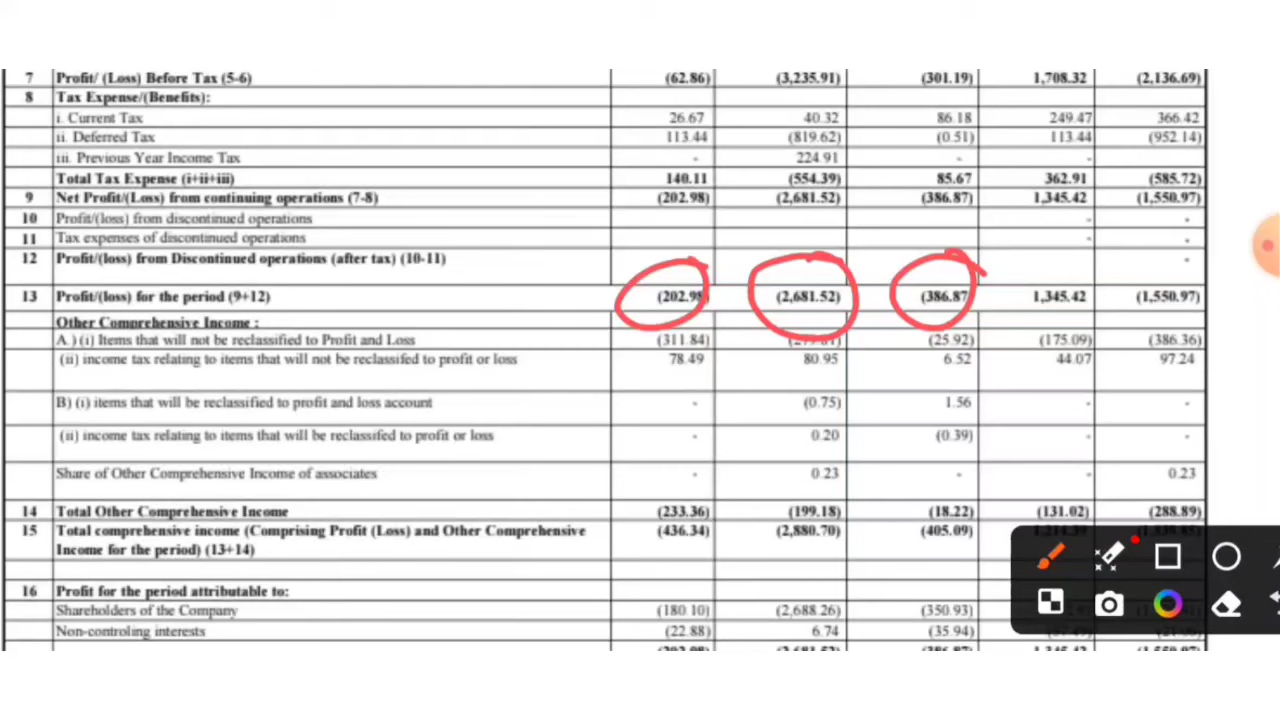 7 Profit/ (Loss) Before Tax (5-6) (62.86) (3,235.91) (301.19) 1,708.32 (2,136.69)
8 Tax Expense/(Benefits):
i. Current Tax 26.67 40.32 86.18 249.47 366.42
ii. Deferred Tax 113.44 (819.62) (0.51) 113.44 (952.14)
iii. Previous Year Income Tax - 224.91 - -
Total Tax Expense (i+ii+iii) 140.11 (554.39) 85.67 362.91 (585.72)
9 Net Profit/(Loss) from continuing operations (7-8) (202.98) (2,681.52) (386.87) 1,345.42 (1,550.97)
10 Profit/(loss) from discontinued operations - -
11 Tax expenses of discontinued operations - -
12 Profit/(loss) from Discontinued operations (after tax) (10-11) -
13 Profit/(loss) for the period (9+12) (202.98) (2,681.52) (386.87) 1,345.42 (1,550.97)
Other Comprehensive Income :
A.) (i) Items that will not be reclassified to Profit and Loss (311.84) (25.92) (175.09) (386.36)
(ii) income tax relating to items that will not be reclassified to profit or loss 78.49 80.95 6.52 44.07 97.24
B) (i) items that will be reclassified to profit and loss account - (0.75) 1.56 - -
(ii) income tax relating to items that will be reclassifed to profit or loss - 0.20 (0.39) - -
Share of Other Comprehensive Income of associates - 0.23 - - 0.23
14 Total Other Comprehensive Income (233.36) (199.18) (18.22) (131.02) (288.89)
15 Total comprehensive income (Comprising Profit (Loss) and Other Comprehensive (436.34) (2,880.70) (405.09)
Income for the period) (13+14)
16 Profit for the period attributable to:
Shareholders of the Company (180.10) (2,688.26) (350.93)
Non-controling interests (22.88) 6.74 (35.94)